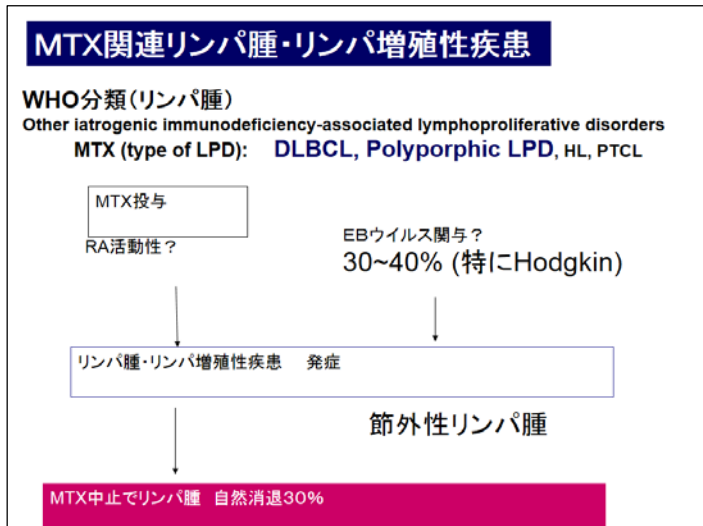 MTX関連リンパ腫・リンパ増殖性疾患
WHO分類(リンパ腫)
Other iatrogenic immunodeficiency-associated lymphoproliferative disorders
MTX (type of LPD): DLBCL, Polyporphic LPD, HL, PTCL
MTX投与
RA活動性？
EBウイルス関与？
30~40% (特にHodgkin)
リンパ腫・リンパ増殖性疾患 発症
節外性リンパ腫
MTX中止でリンパ腫 自然消退30%